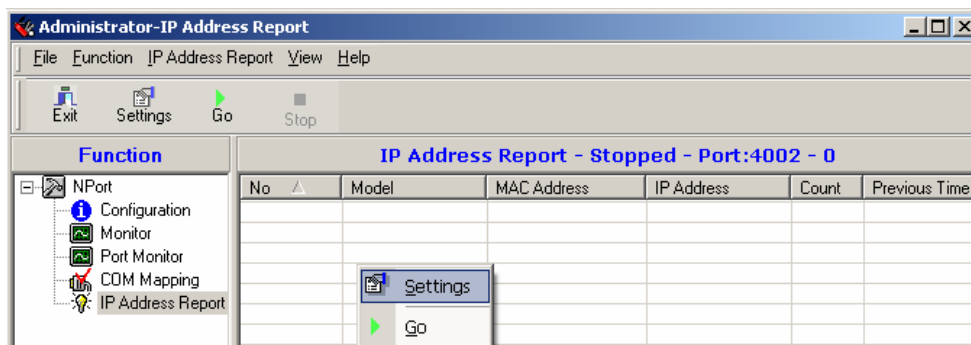 Administrator-IP Address Report
File Function IP Address Report View Help
Exit Settings Go Stop
Function
IP Address Report - Stopped - Port:4002 - 0
NPort
No Model MAC Address IP Address Count Previous Time
Configuration
Monitor
Port Monitor
COM Mapping
IP Address Report
Settings
Go